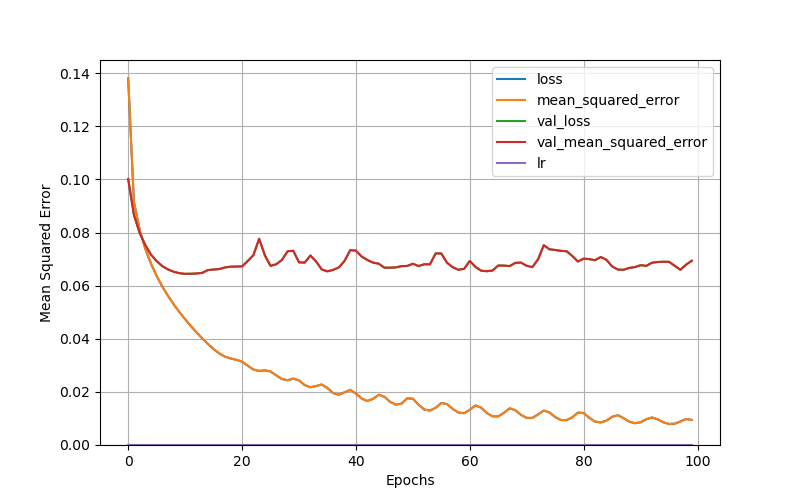 0.14
0.12
0.10
0.08
0.06
0.04
0.02
0.00
Mean Squared Error
loss
mean_squared_error
val_loss
val_mean_squared_error
lr
0 20 40 60 80 100
Epochs